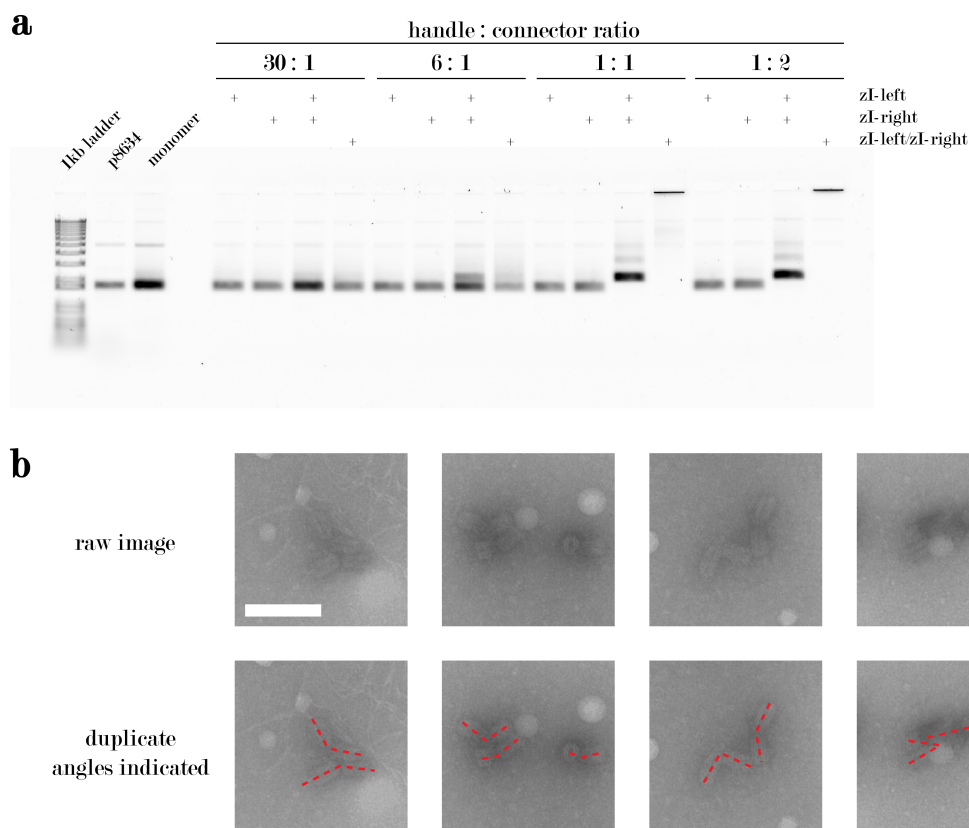 a
handle : connector ratio
30 : 1 6 : 1 1 : 1 1 : 2
1kb ladder
p8634
monomer
+ + + + + + + + zI-left
+ + + + + + + + zI-right
+ + + + zI-left/zI-right
b
raw image
duplicate
angles indicated